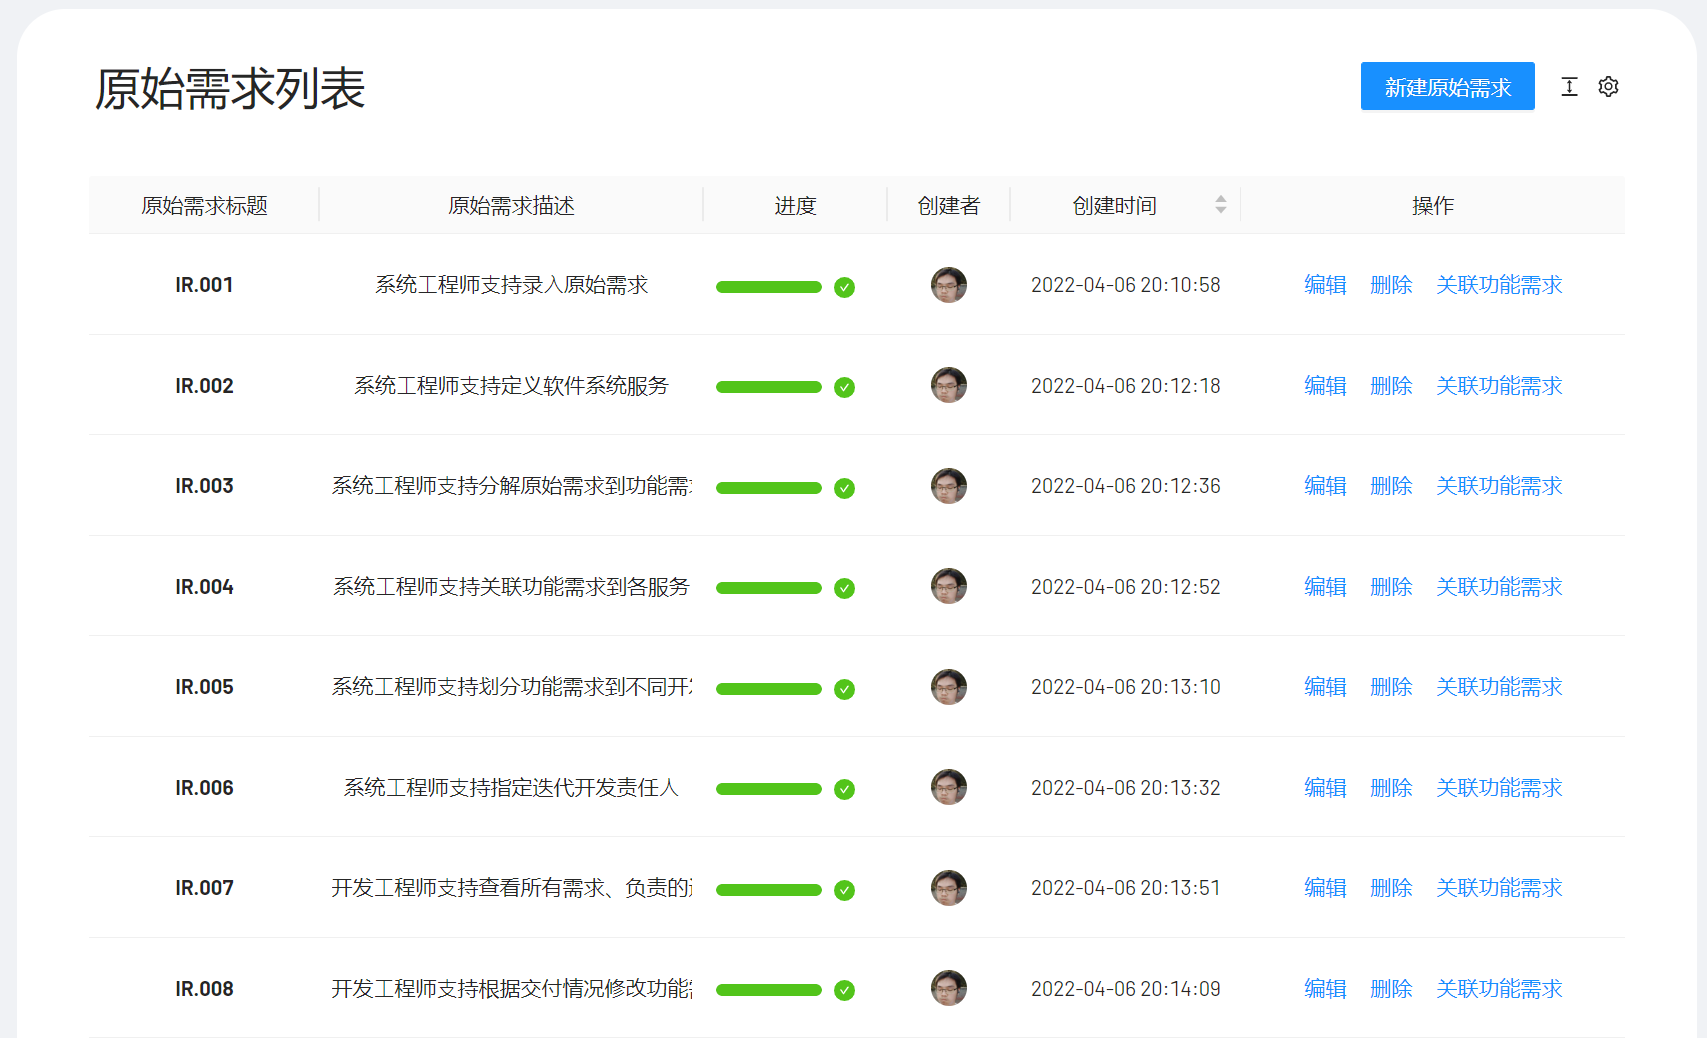 原始需求列表
新建原始需求
原始需求标题 原始需求描述 进度 创建者 创建时间 操作
IR.001 系统工程师支持录入原始需求 2022-04-06 20:10:58 编辑 删除 关联功能需求
IR.002 系统工程师支持定义软件系统服务 2022-04-06 20:12:18 编辑 删除 关联功能需求
IR.003 系统工程师支持分解原始需求到功能需 2022-04-06 20:12:36 编辑 删除 关联功能需求
IR.004 系统工程师支持关联功能需求到各服务 2022-04-06 20:12:52 编辑 删除 关联功能需求
IR.005 系统工程师支持划分功能需求到不同开 2022-04-06 20:13:10 编辑 删除 关联功能需求
IR.006 系统工程师支持指定迭代开发责任人 2022-04-06 20:13:32 编辑 删除 关联功能需求
IR.007 开发工程师支持查看所有需求、负责的 2022-04-06 20:13:51 编辑 删除 关联功能需求
IR.008 开发工程师支持根据交付情况修改功能 2022-04-06 20:14:09 编辑 删除 关联功能需求